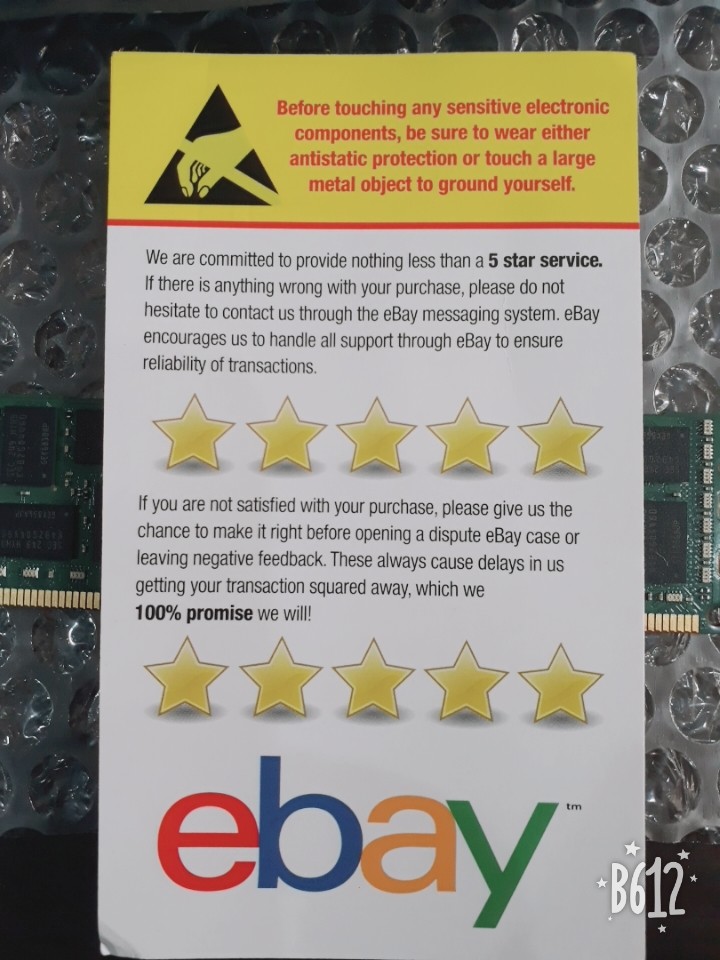 Before touching any sensitive electronic
components, be sure to wear either
antistatic protection or touch a large
metal object to ground yourself.
We are committed to provide nothing less than a 5 star service.
If there is anything wrong with your purchase, please do not
hesitate to contact us through the eBay messaging system. eBay
encourages us to handle all support through eBay to ensure
reliability of transactions.
If you are not satisfied with your purchase, please give us the
chance to make it right before opening a dispute eBay case or
leaving negative feedback. These always cause delays in us
getting your transaction squared away, which we
100% promise we will!
ebay™
B612